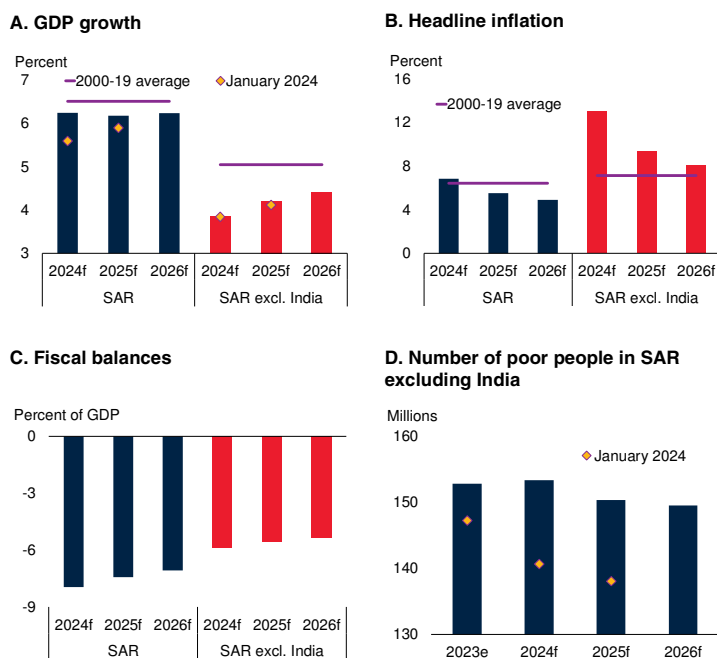 A. GDP growth
Percent
7
2000-19 average
January 2024
6
5
4
3
2024f 2025f 2026f 2024f 2025f 2026f
SAR SAR excl. India
B. Headline inflation
Percent
16
12
2000-19 average
8
4
0
2024f 2025f 2026f 2024f 2025f 2026f
SAR SAR excl. India
C. Fiscal balances
Percent of GDP
0
-3
-6
-9
2024f 2025f 2026f 2024f 2025f 2026f
SAR SAR excl. India
D. Number of poor people in SAR
excluding India
Millions
160
January 2024
150
140
130
2023e 2024f 2025f 2026f